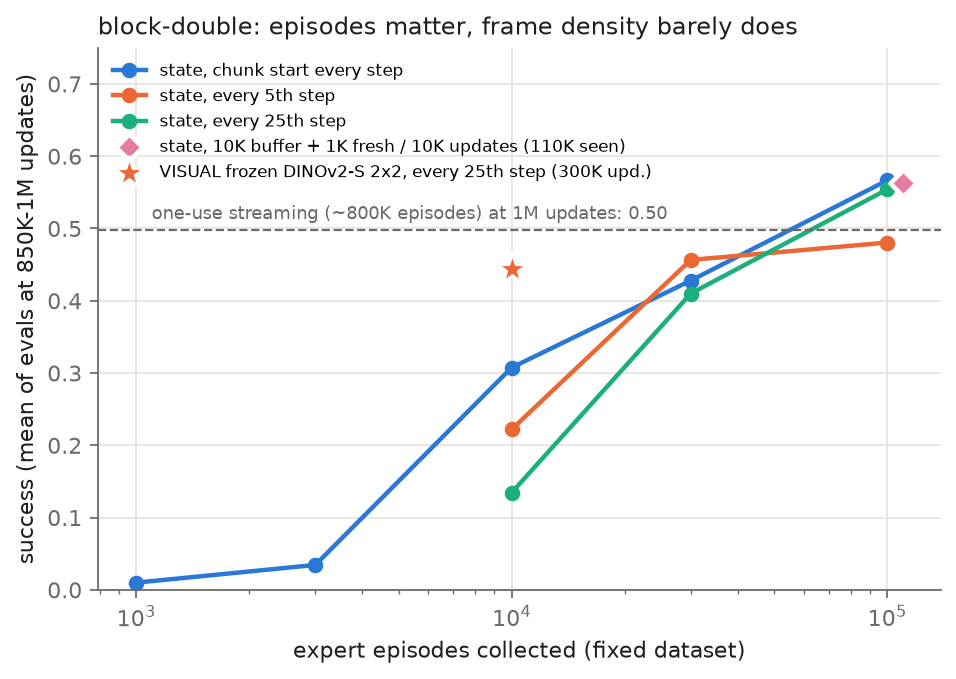 block-double: episodes matter, frame density barely does
state, chunk start every step
state, every 5th step
state, every 25th step
state, 10K buffer + 1K fresh / 10K updates (110K seen)
VISUAL frozen DINOv2-S 2x2, every 25th step (300K upd.)
one-use streaming (~800K episodes) at 1M updates: 0.50
success (mean of evals at 850K-1M updates)
0.7
0.6
0.5
0.4
0.3
0.2
0.1
0.0
10³ 10⁴ 10⁵
expert episodes collected (fixed dataset)